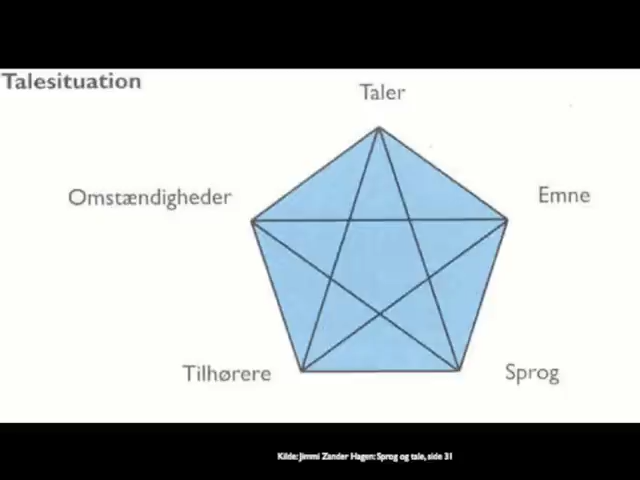 Talesituation
Taler
Omstændigheder
Emne
Tilhørere
Sprog
Kilde: Jimmi Zander Hagen: Sprog og tale, side 31